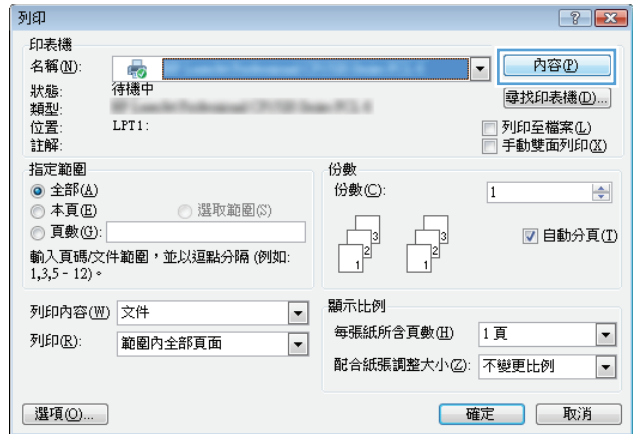 列印
印表機
名稱(N):
內容(P)
狀態: 待機中
尋找印表機(D)...
類型:
位置: LPT1:
列印至檔案(L)
註解:
手動雙面列印(X)
指定範圍
全部(A)
本頁(E) 選取範圍(S)
頁數(G):
輸入頁碼/文件範圍，並以逗點分隔 (例如:
1,3,5 - 12)。
份數
份數(C): 1
3 3
2 2
1 1
自動分頁(T)
列印內容(W) 文件
列印(R): 範圍內全部頁面
顯示比例
每張紙所含頁數(H) 1 頁
配合紙張調整大小(Z): 不變更比例
選項(O)...
確定
取消